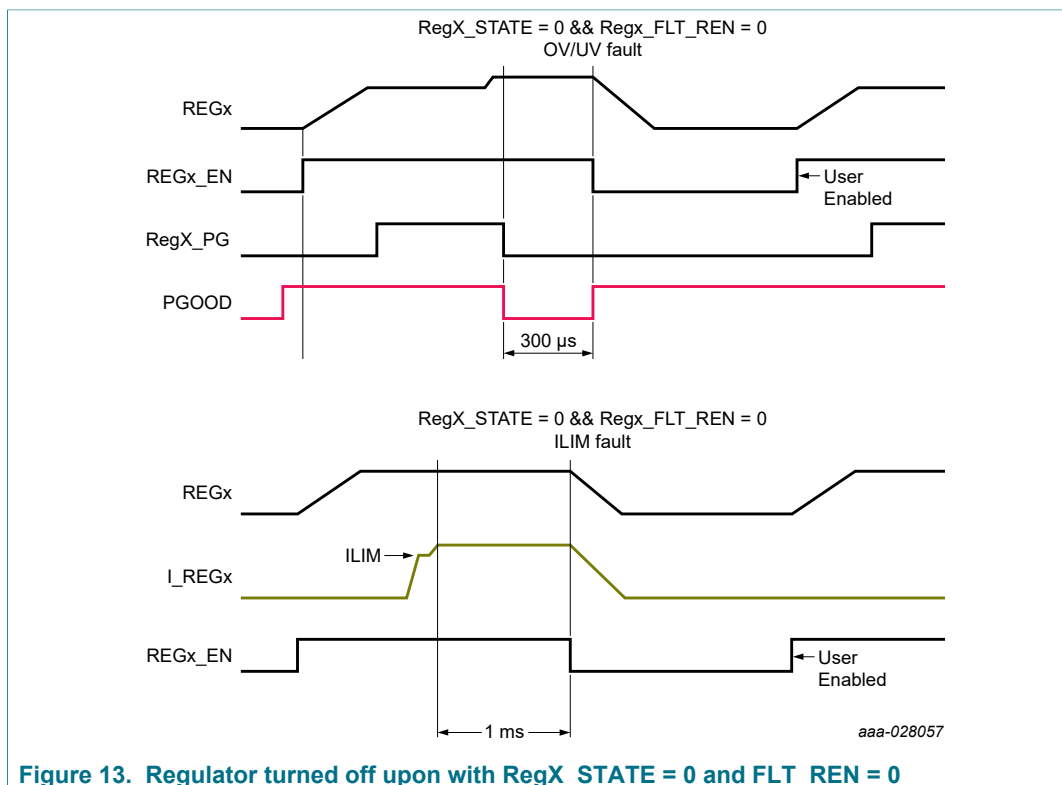 RegX_STATE = 0 && Regx_FLT_REN = 0
OV/UV fault
REGx
REGx_EN
User
Enabled
RegX_PG
PGOOD
300 µs
RegX_STATE = 0 && Regx_FLT_REN = 0
ILIM fault
REGx
ILIM
I_REGx
REGx_EN
User
Enabled
1 ms
aaa-028057
Figure 13. Regulator turned off upon with RegX_STATE = 0 and FLT_REN = 0